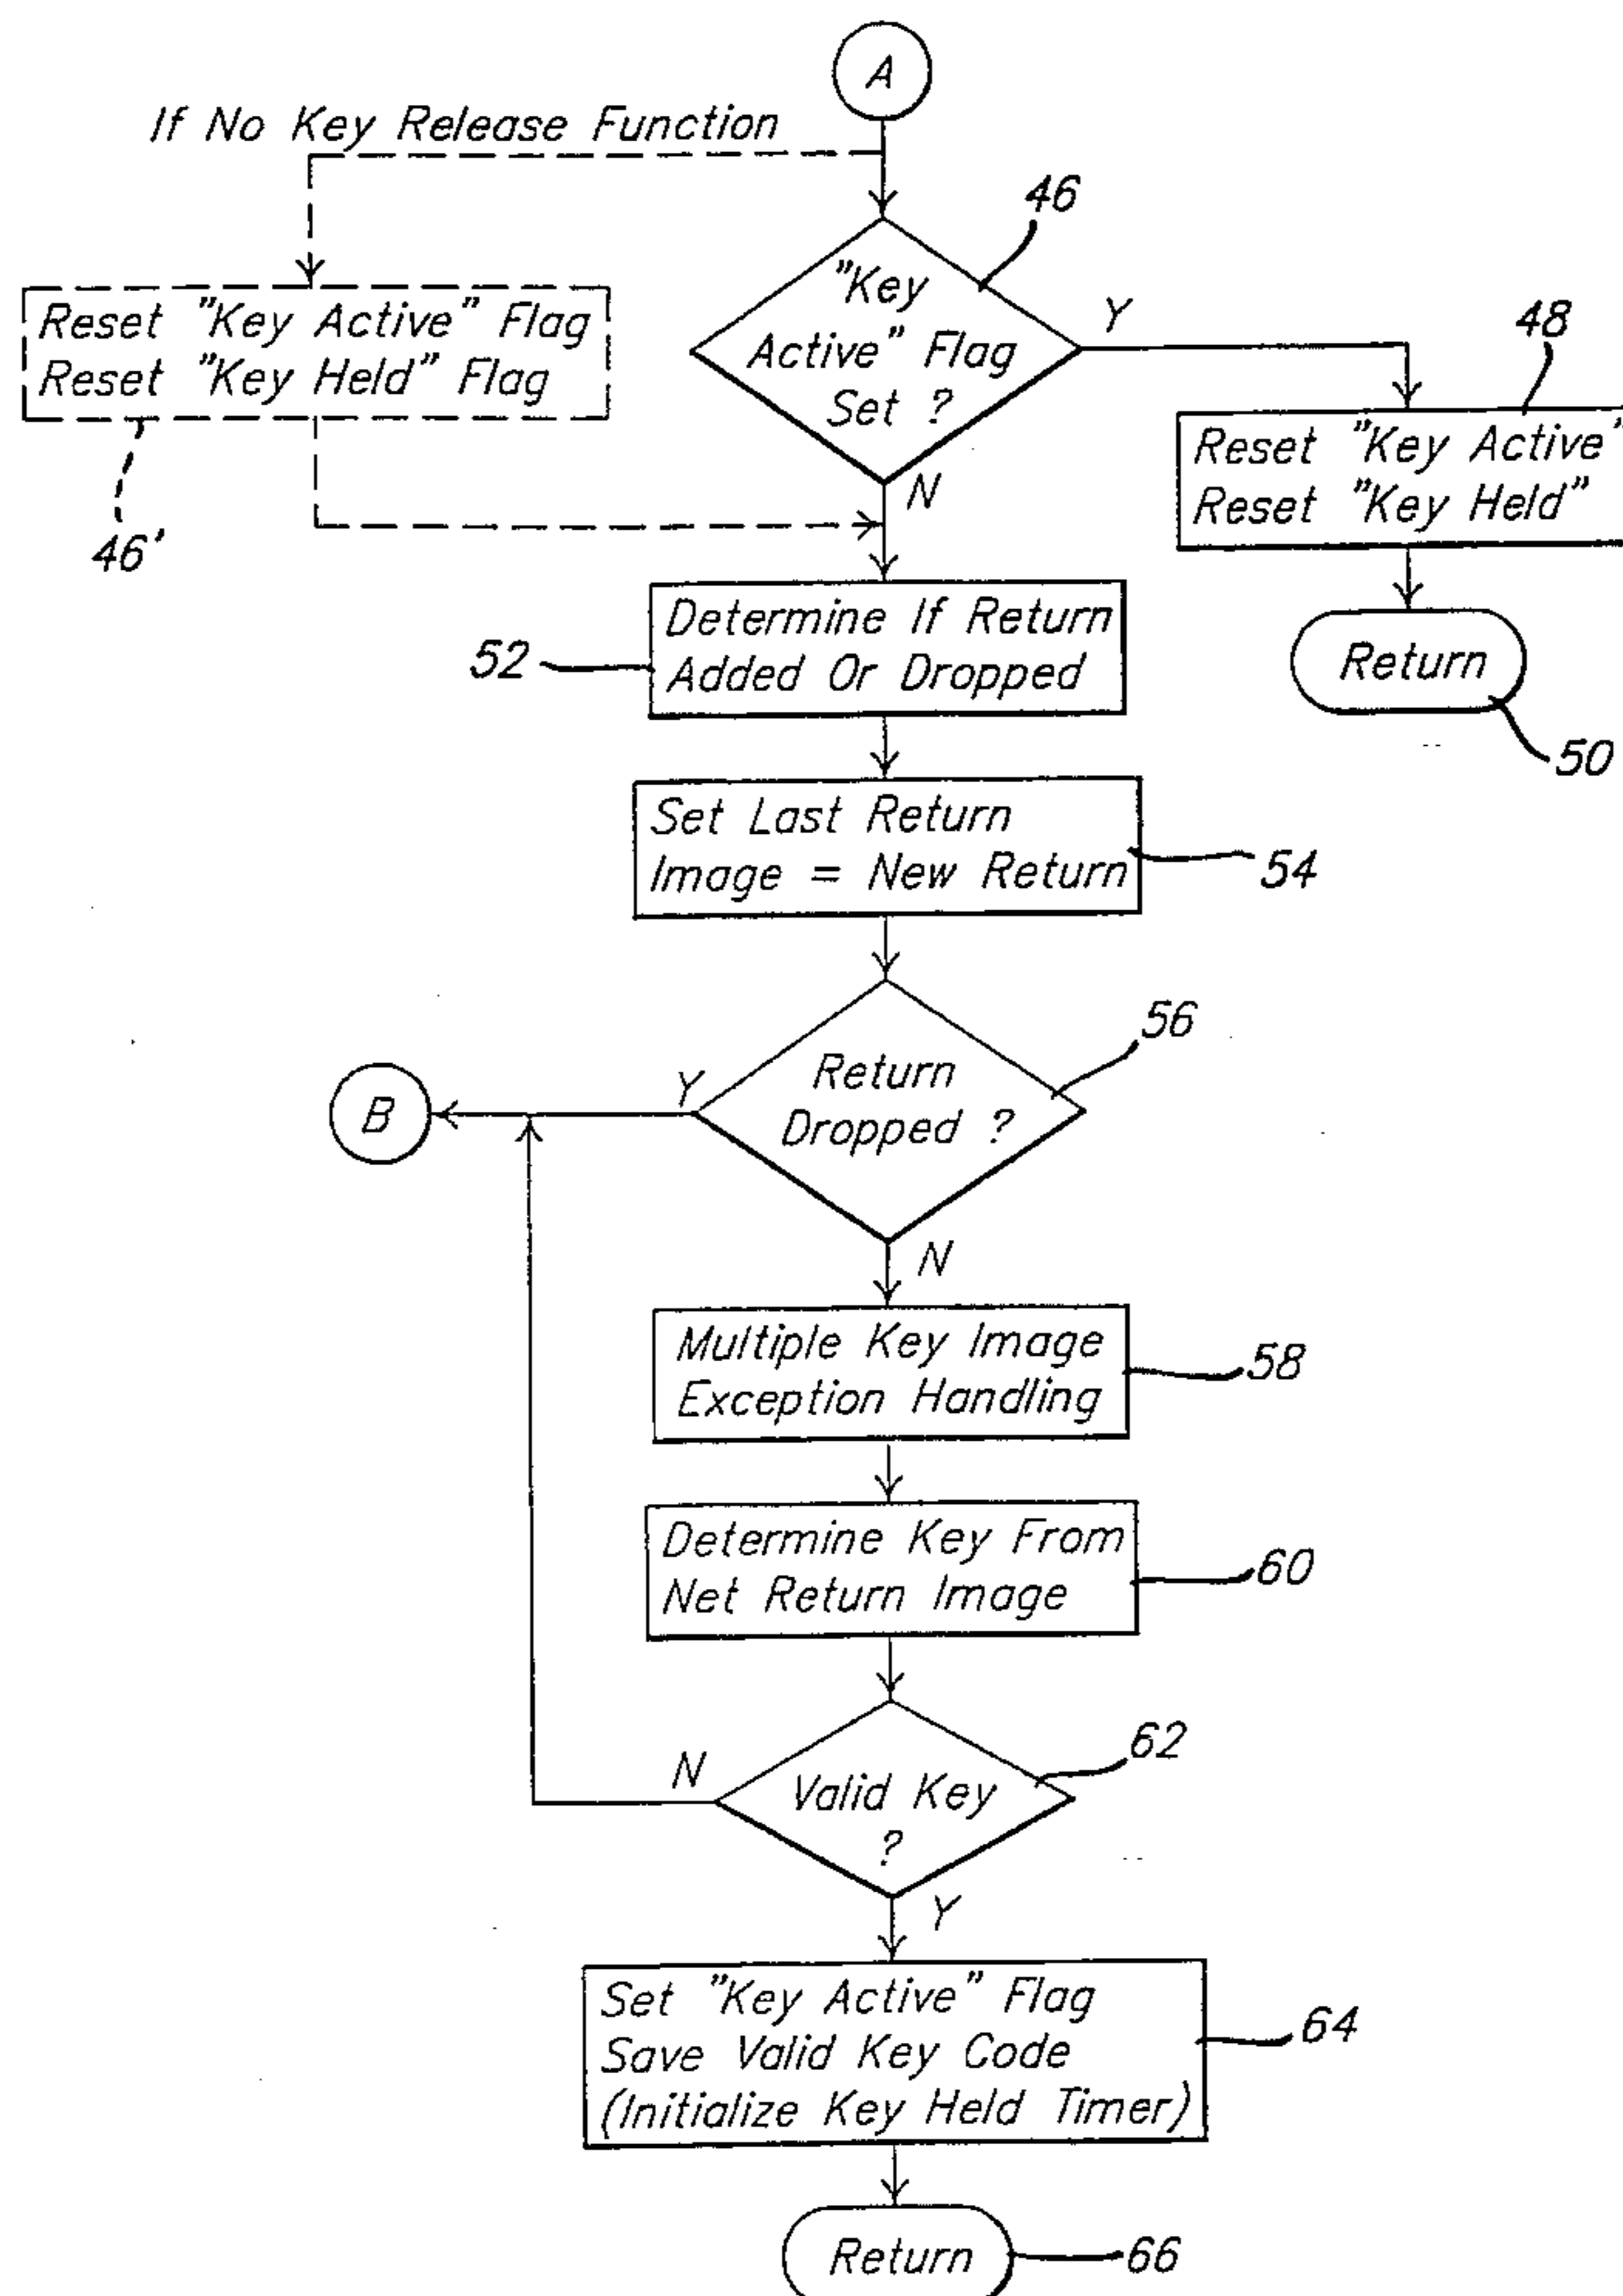 A
If No Key Release Function
46
"Key
Active" Flag
Set ?
Y
N
Reset "Key Active" Flag
Reset "Key Held" Flag
46'
48
Reset "Key Active"
Reset "Key Held"
Return
50
52
Determine If Return
Added Or Dropped
Set Last Return
Image = New Return
54
56
Return
Dropped ?
Y
B
N
Multiple Key Image
Exception Handling
58
Determine Key From
Net Return Image
60
62
Valid Key
?
N
Y
Set "Key Active" Flag
Save Valid Key Code
(Initialize Key Held Timer)
64
Return
66